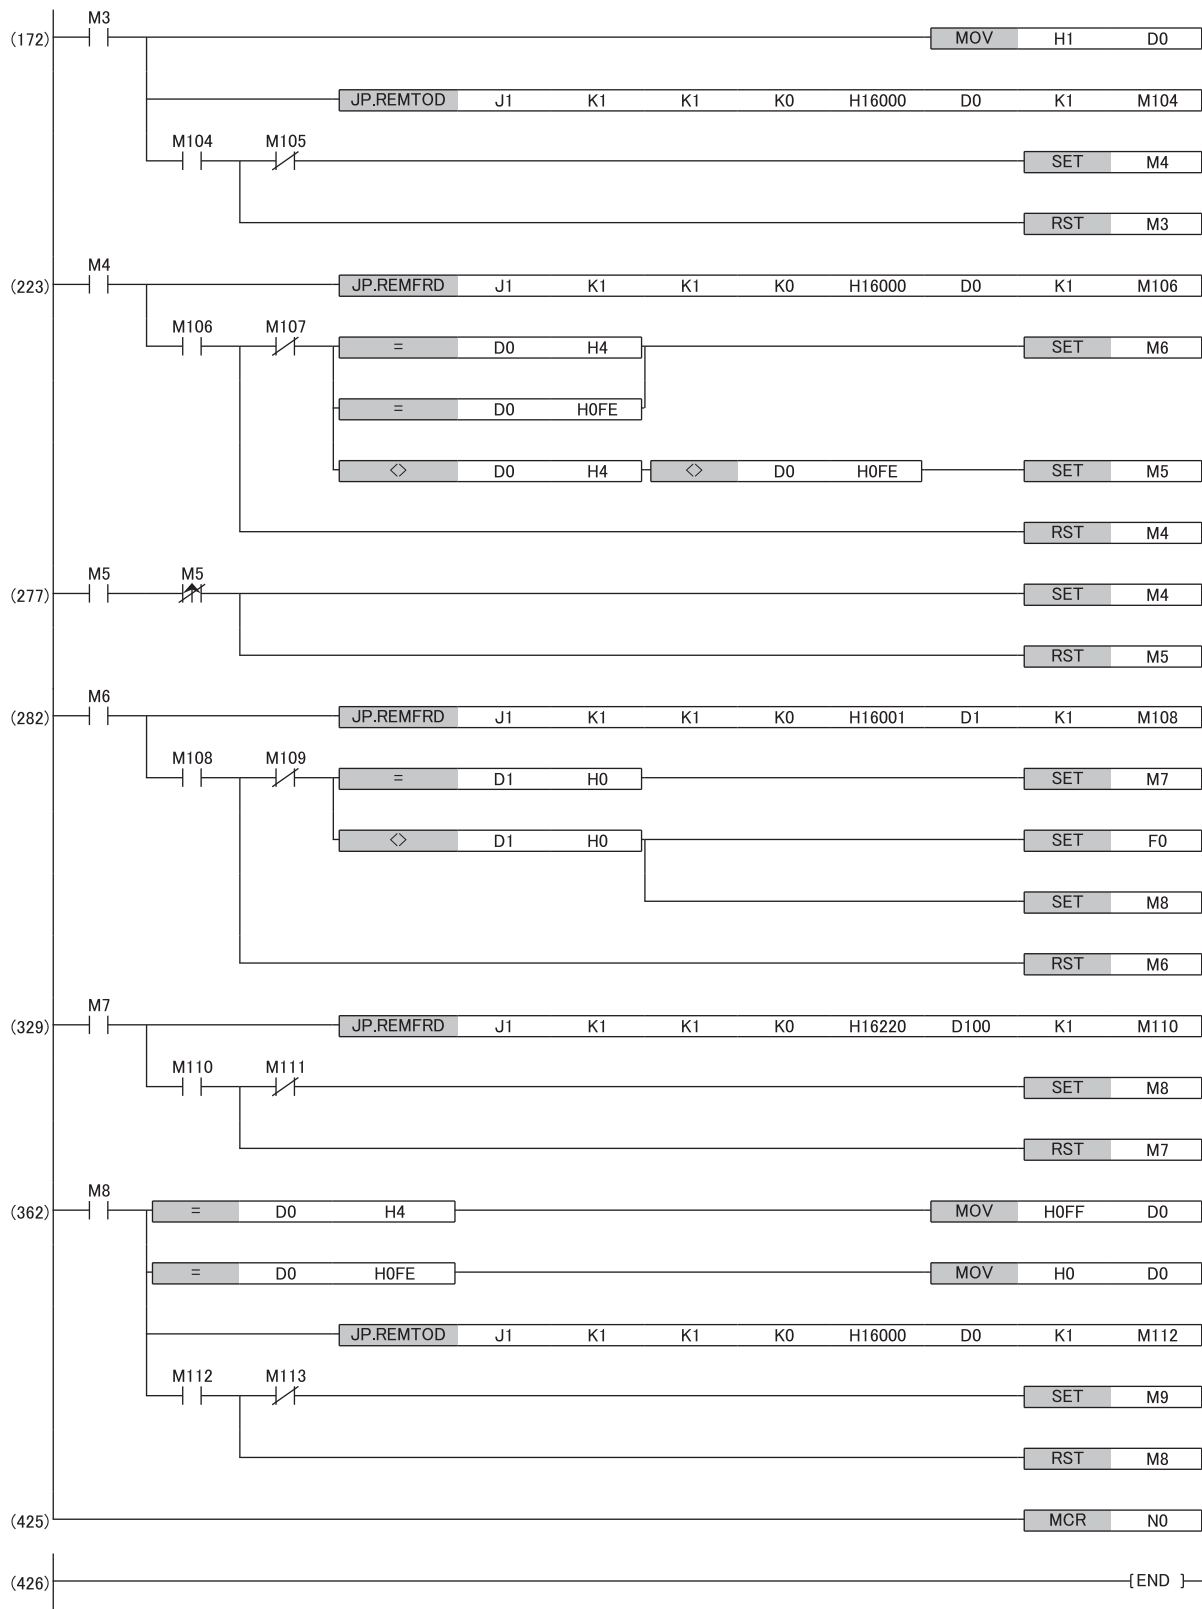 M3
(172) MOV H1 D0
JP.REMTOD J1 K1 K1 K0 H16000 D0 K1 M104
M104 M105
SET M4
RST M3
M4
(223) JP.REMFRD J1 K1 K1 K0 H16000 D0 K1 M106
M106 M107
= D0 H4 SET M6
= D0 H0FE
<> D0 H4 <> D0 H0FE SET M5
RST M4
M5 M5
(277) SET M4
RST M5
M6
(282) JP.REMFRD J1 K1 K1 K0 H16001 D1 K1 M108
M108 M109
= D1 H0 SET M7
<> D1 H0 SET F0
SET M8
RST M6
M7
(329) JP.REMFRD J1 K1 K1 K0 H16220 D100 K1 M110
M110 M111
SET M8
RST M7
M8
(362) = D0 H4 MOV H0FF D0
= D0 H0FE MOV H0 D0
JP.REMTOD J1 K1 K1 K0 H16000 D0 K1 M112
M112 M113
SET M9
RST M8
(425) MCR N0
(426) [END ]